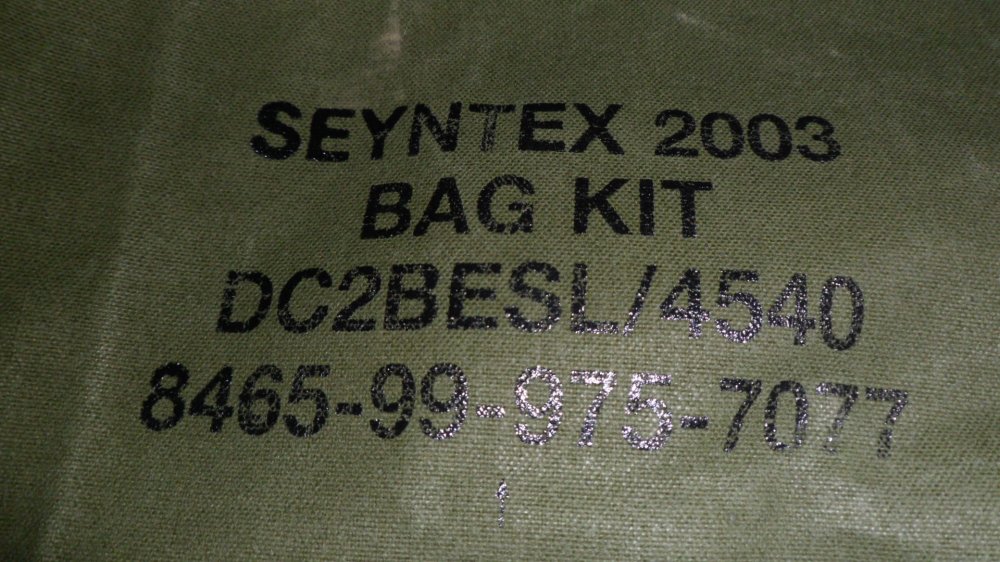 SEYNTEX 2003
BAG KIT
DC2BESL/4540
8465-99-975-7077